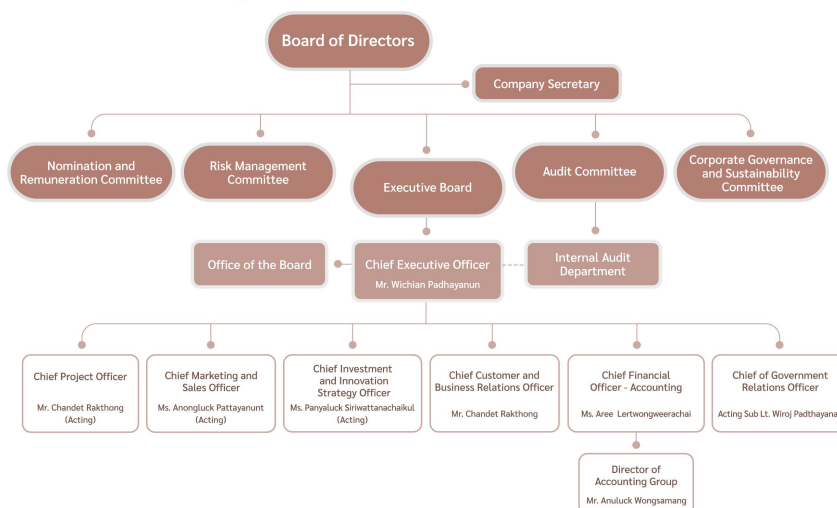 Board of Directors
Company Secretary
Nomination and
Remuneration Committee
Risk Management
Committee
Executive Board
Audit Committee
Corporate Governance
and Sustainability
Committee
Office of the Board
Chief Executive Officer
Mr. Wichian Padhayanun
Internal Audit
Department
Chief Project Officer
Mr. Chandet Rakthong
(Acting)
Chief Marketing and
Sales Officer
Ms. Anongluck Pattayanunt
(Acting)
Chief Investment
and Innovation
Strategy Officer
Ms. Panyaluck Siriwattanachaikul
(Acting)
Chief Customer and
Business Relations Officer
Mr. Chandet Rakthong
Chief Financial
Officer - Accounting
Ms. Aree Lertwongweerachai
Chief of Government
Relations Officer
Acting Sub Lt. Wiroj
Director of
Accounting Group
Mr. Anuluck Wongsamang